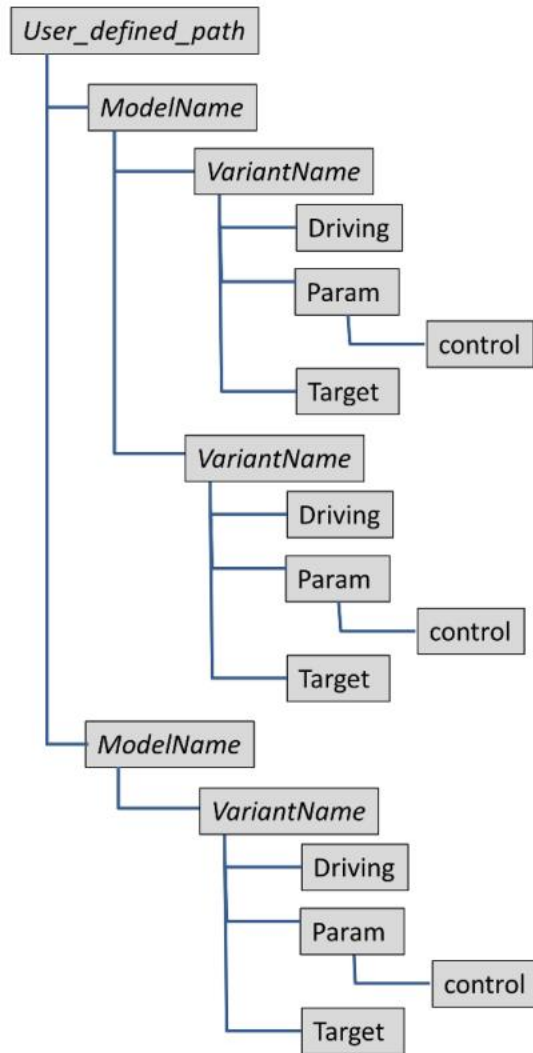 User_defined_path
ModelName
VariantName
Driving
Param
control
Target
VariantName
Driving
Param
control
Target
ModelName
VariantName
Driving
Param
control
Target